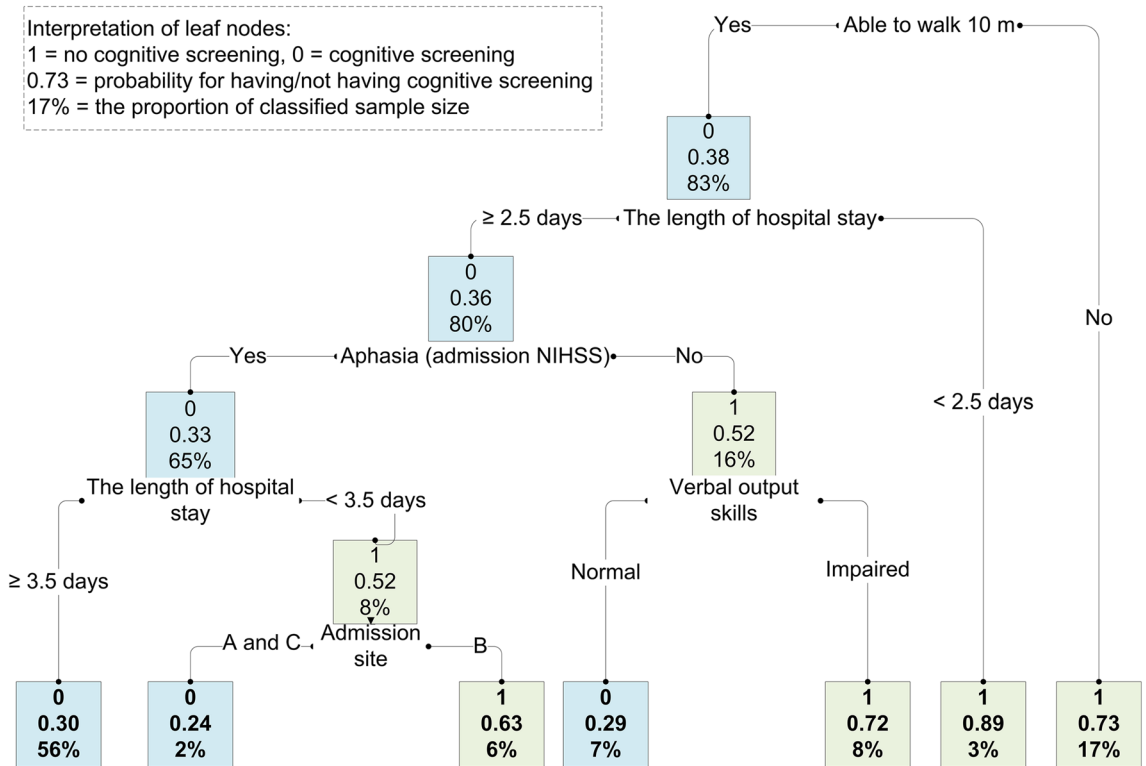 Interpretation of leaf nodes:
1 = no cognitive screening, 0 = cognitive screening
0.73 = probability for having/not having cognitive screening
17% = the proportion of classified sample size
Yes
Able to walk 10 m
0
0.38
83%
≥ 2.5 days
The length of hospital stay
0
0.36
80%
No
Yes
Aphasia (admission NIHSS)
No
0
0.33
65%
1
0.52
16%
< 2.5 days
The length of hospital
stay
< 3.5 days
Verbal output
skills
1
0.52
8%
≥ 3.5 days
Normal
Impaired
A and C
Admission
site
B
0
0.30
56%
0
0.24
2%
1
0.63
6%
0
0.29
7%
1
0.72
8%
1
0.89
3%
1
0.73
17%